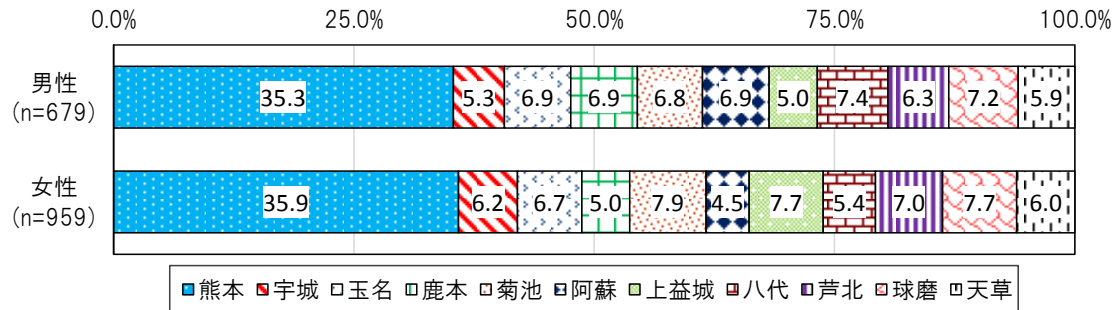 0.0% 25.0% 50.0% 75.0% 100.0%
男性
(n=679)
35.3 5.3 6.9 6.9 6.8 6.9 5.0 7.4 6.3 7.2 5.9
女性
(n=959)
35.9 6.2 6.7 5.0 7.9 4.5 7.7 5.4 7.0 7.7 6.0
熊本 宇城 玉名 鹿本 菊池 阿蘇 上益城 八代 芦北 球磨 天草